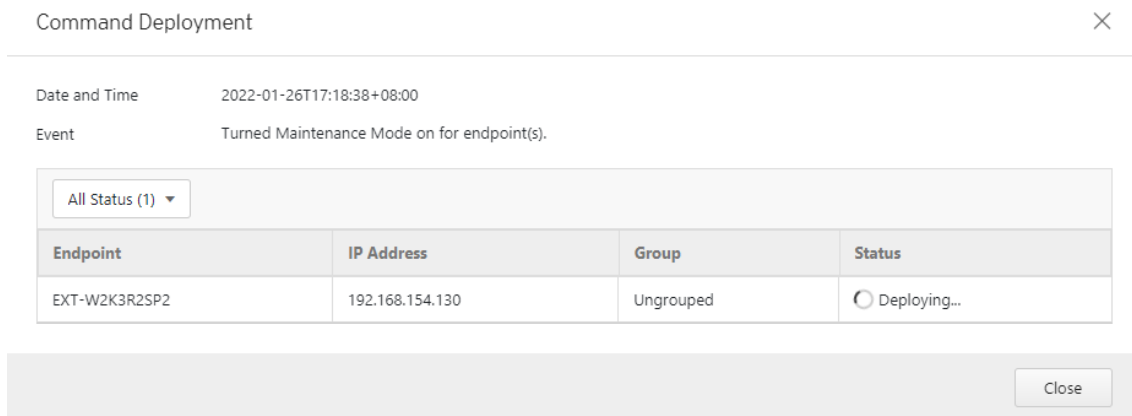 Command Deployment
Date and Time 2022-01-26T17:18:38+08:00
Event Turned Maintenance Mode on for endpoint(s).
All Status (1)
Endpoint IP Address Group Status
EXT-W2K3R2SP2 192.168.154.130 Ungrouped Deploying...
Close